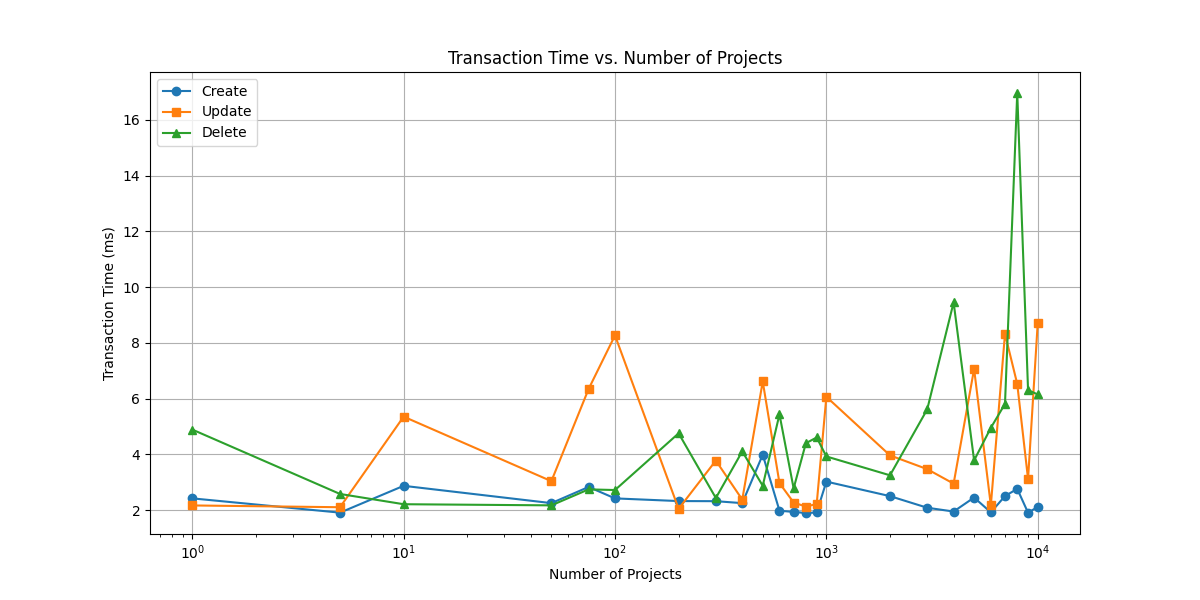 Transaction Time vs. Number of Projects
Create
Update
Delete
Transaction Time (ms)
16
14
12
10
8
6
4
2
10⁰
10¹
10²
10³
10⁴
Number of Projects